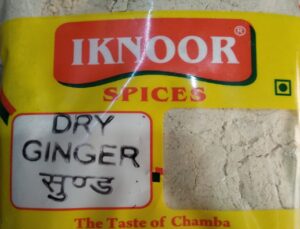 IKNOOR®
SPICES
DRY
GINGER
सुण्ड
The Taste of Chamba